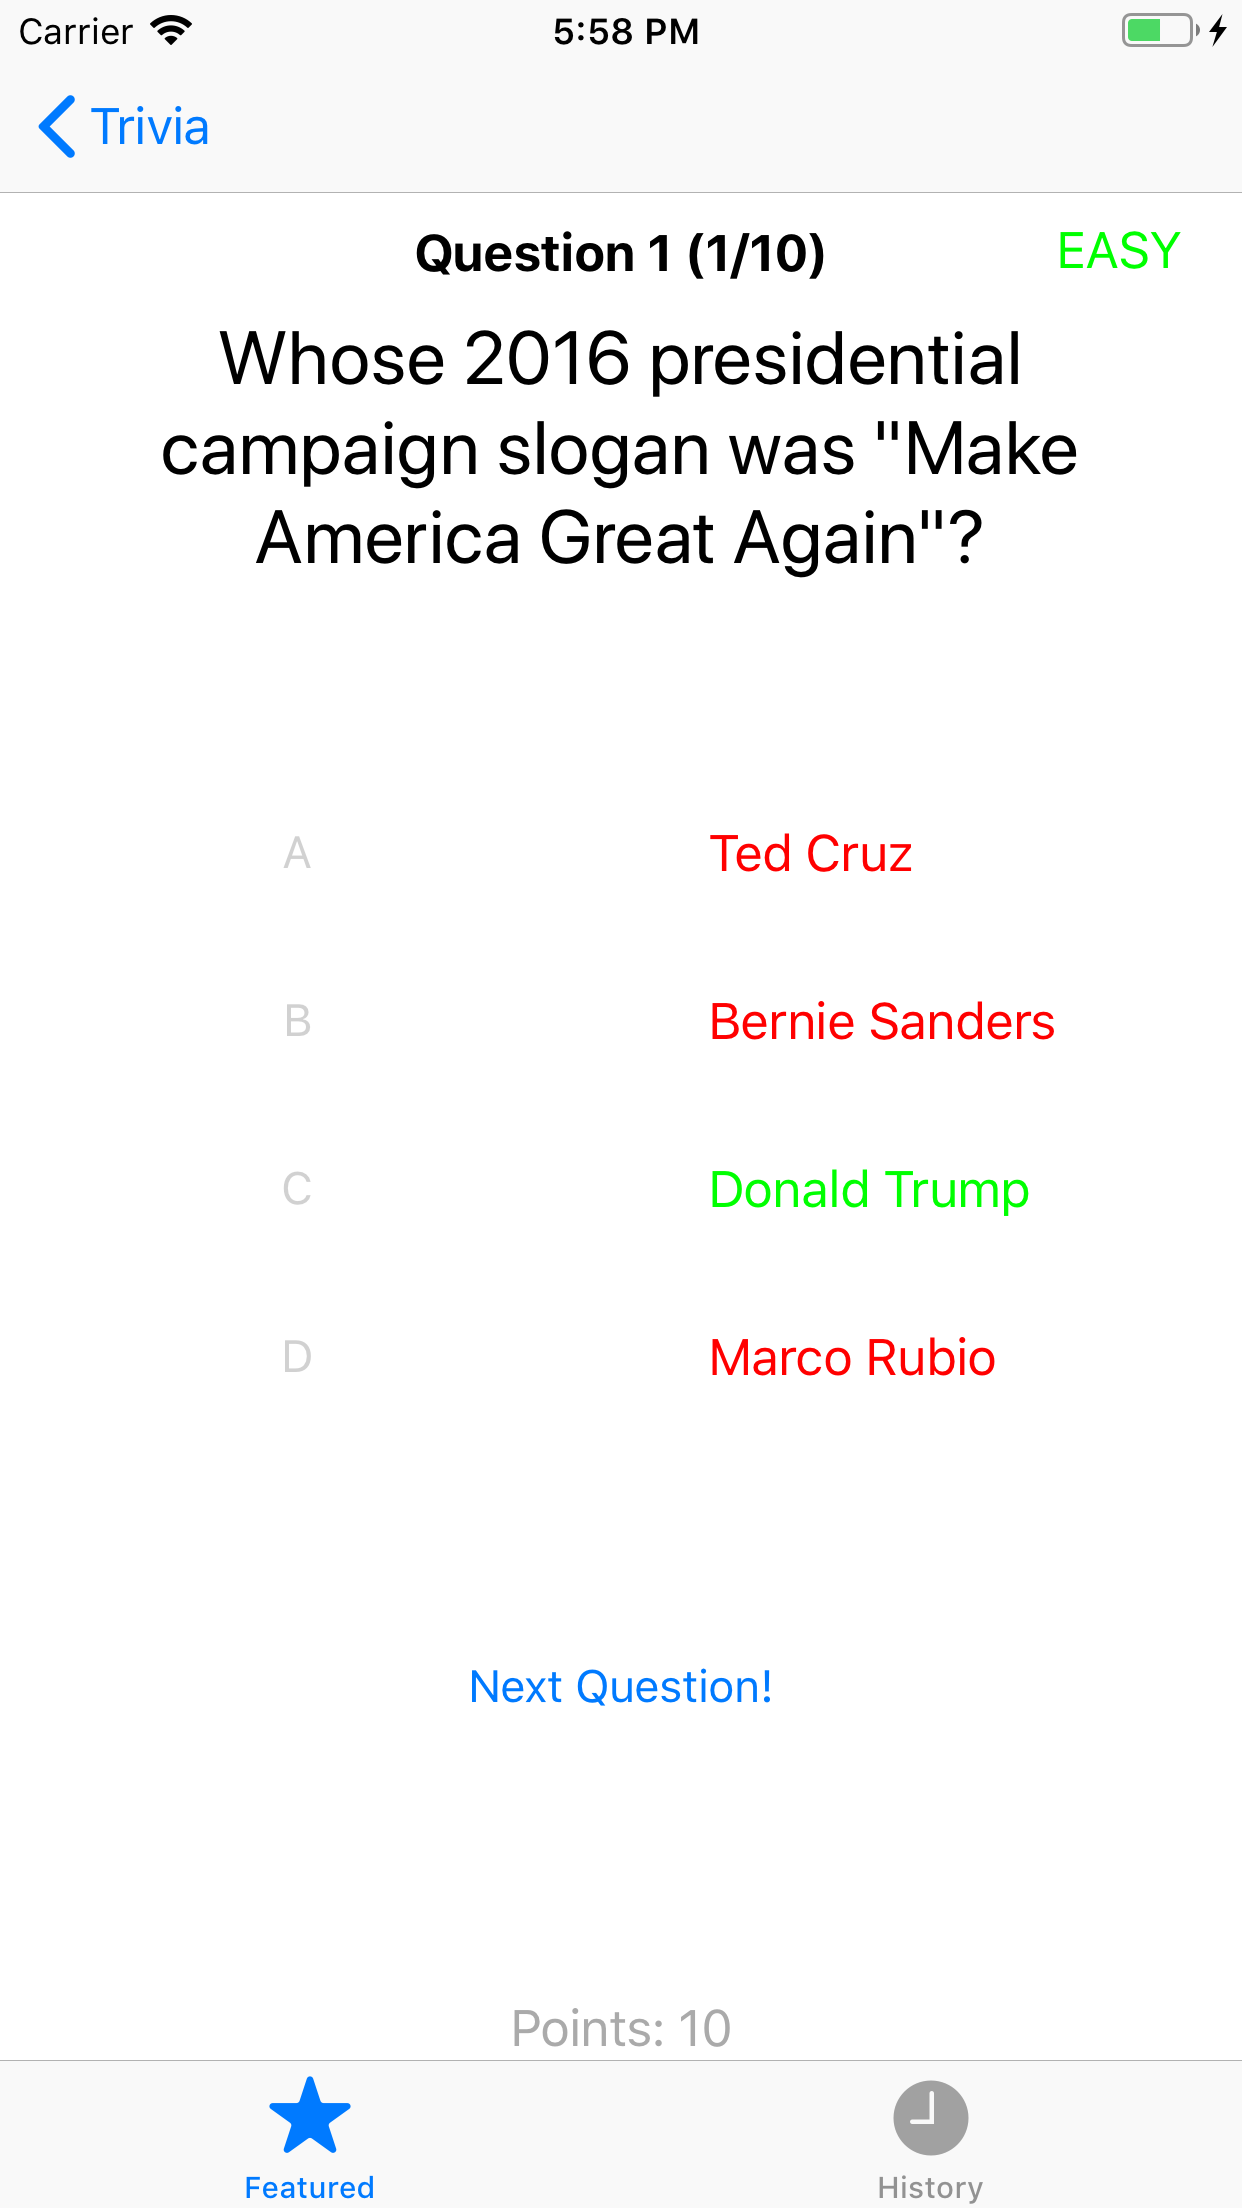 Carrier 5:58 PM
Trivia
Question 1 (1/10) EASY
Whose 2016 presidential
campaign slogan was "Make
America Great Again"?
A Ted Cruz
B Bernie Sanders
C Donald Trump
D Marco Rubio
Next Question!
Points: 10
Featured History